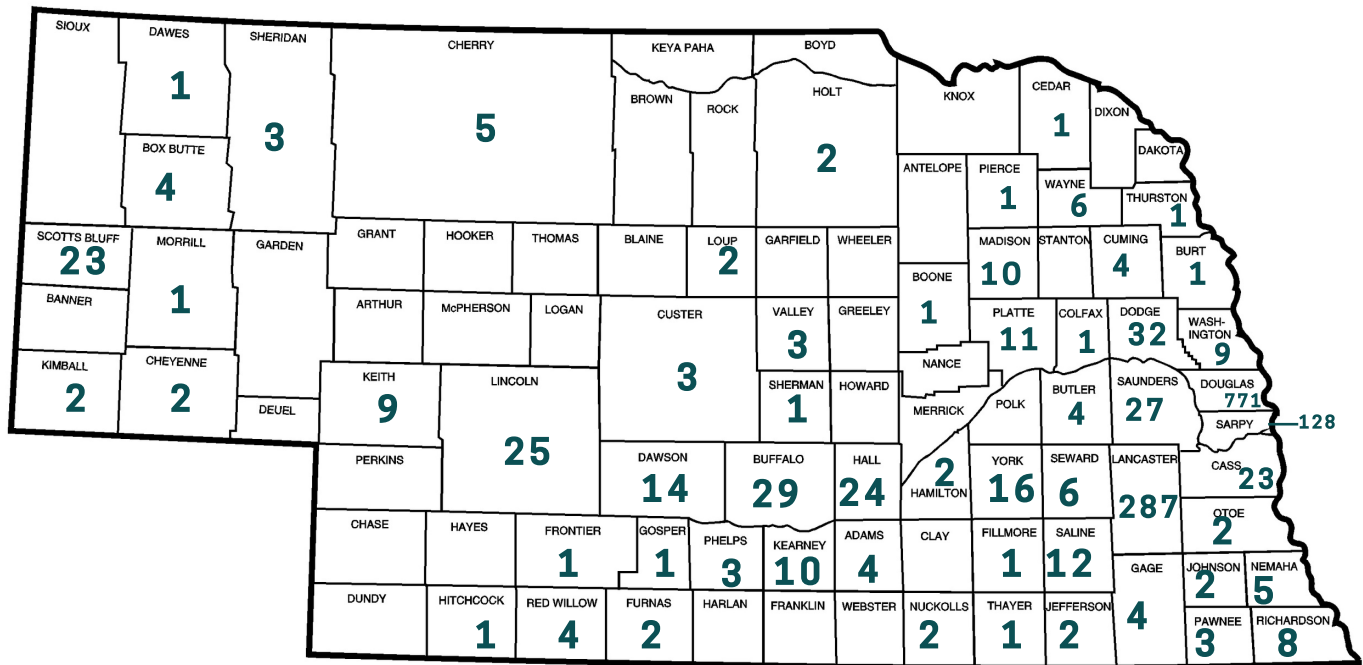 SIOUX
DAWES
1
SHERIDAN
3
CHERRY
5
KEYA PAHA
BOYD
BROWN
ROCK
HOLT
2
KNOX
CEDAR
1
DIXON
DAKOTA
BOX BUTTE
4
ANTELOPE
PIERCE
1
WAYNE
6
THURSTON
1
SCOTTS BLUFF
23
MORRILL
1
GARDEN
GRANT
HOOKER
THOMAS
BLAINE
LOUP
2
GARFIELD
WHEELER
MADISON
10
STANTON
CUMING
4
BURT
1
BANNER
ARTHUR
McPHERSON
LOGAN
CUSTER
3
VALLEY
3
GREELEY
BOONE
1
PLATTE
11
COLFAX
1
DODGE
32
WASH-
INGTON
9
KIMBALL
2
CHEYENNE
2
DEUEL
KEITH
9
LINCOLN
25
SHERMAN
1
HOWARD
NANCE
MERRICK
POLK
BUTLER
4
SAUNDERS
27
DOUGLAS
771
SARPY
128
PERKINS
DAWSON
14
BUFFALO
29
HALL
24
2
HAMILTON
YORK
16
SEWARD
6
LANCASTER
287
CASS
23
OTOE
2
CHASE
HAYES
FRONTIER
1
GOSPER
1
PHELPS
3
KEARNEY
10
ADAMS
4
CLAY
FILLMORE
1
SALINE
12
GAGE
4
JOHNSON
2
NEMAHA
5
DUNDY
HITCHCOCK
1
RED WILLOW
4
FURNAS
2
HARLAN
FRANKLIN
WEBSTER
NUCKOLLS
2
THAYER
1
JEFFERSON
2
PAWNEE
3
RICHARDSON
8